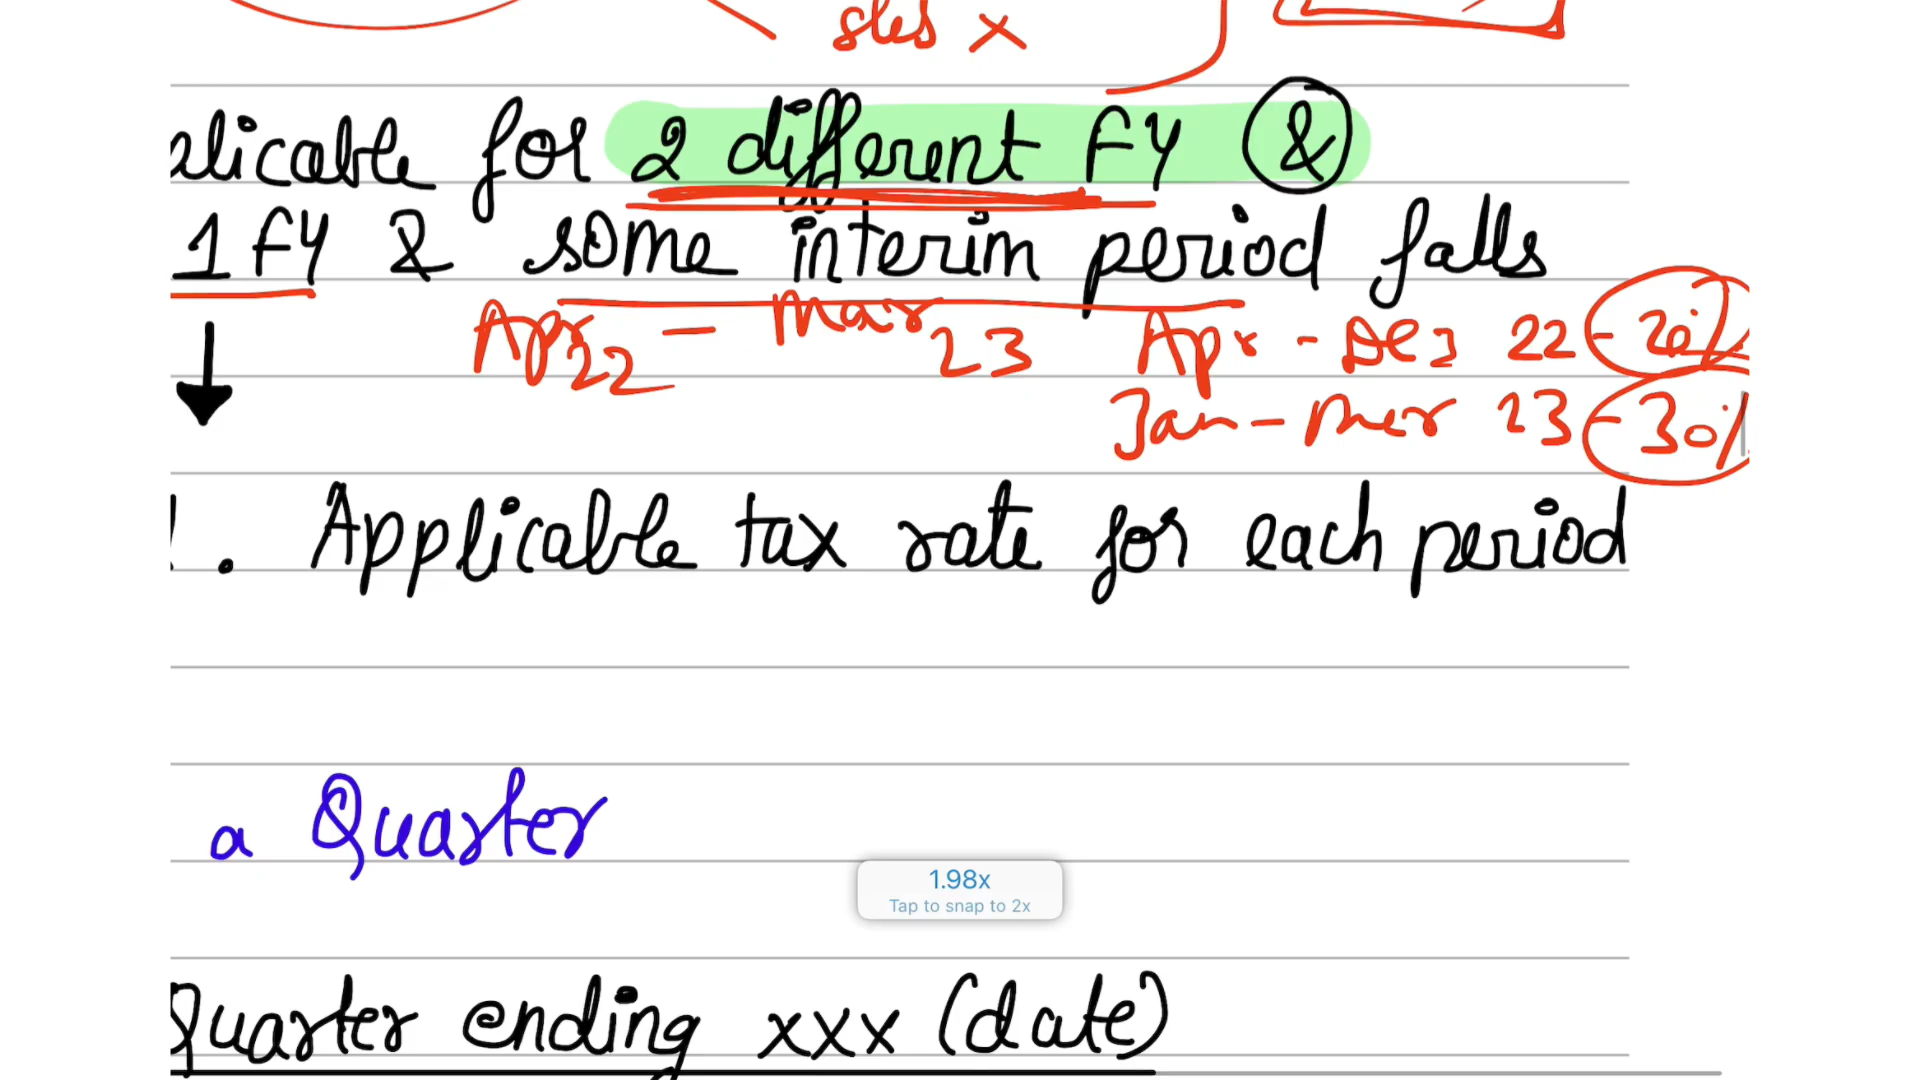 sles x
plicable for 2 different FY &
1 FY & some interim period falls
Apr 22 - Mar 23
Apr - Dec 22 - 20%
Jan - Mar 23 - 30%
1. Applicable tax rate for each period
a Quarter
1.98x
Tap to snap to 2x
Quarter ending xxx (date)